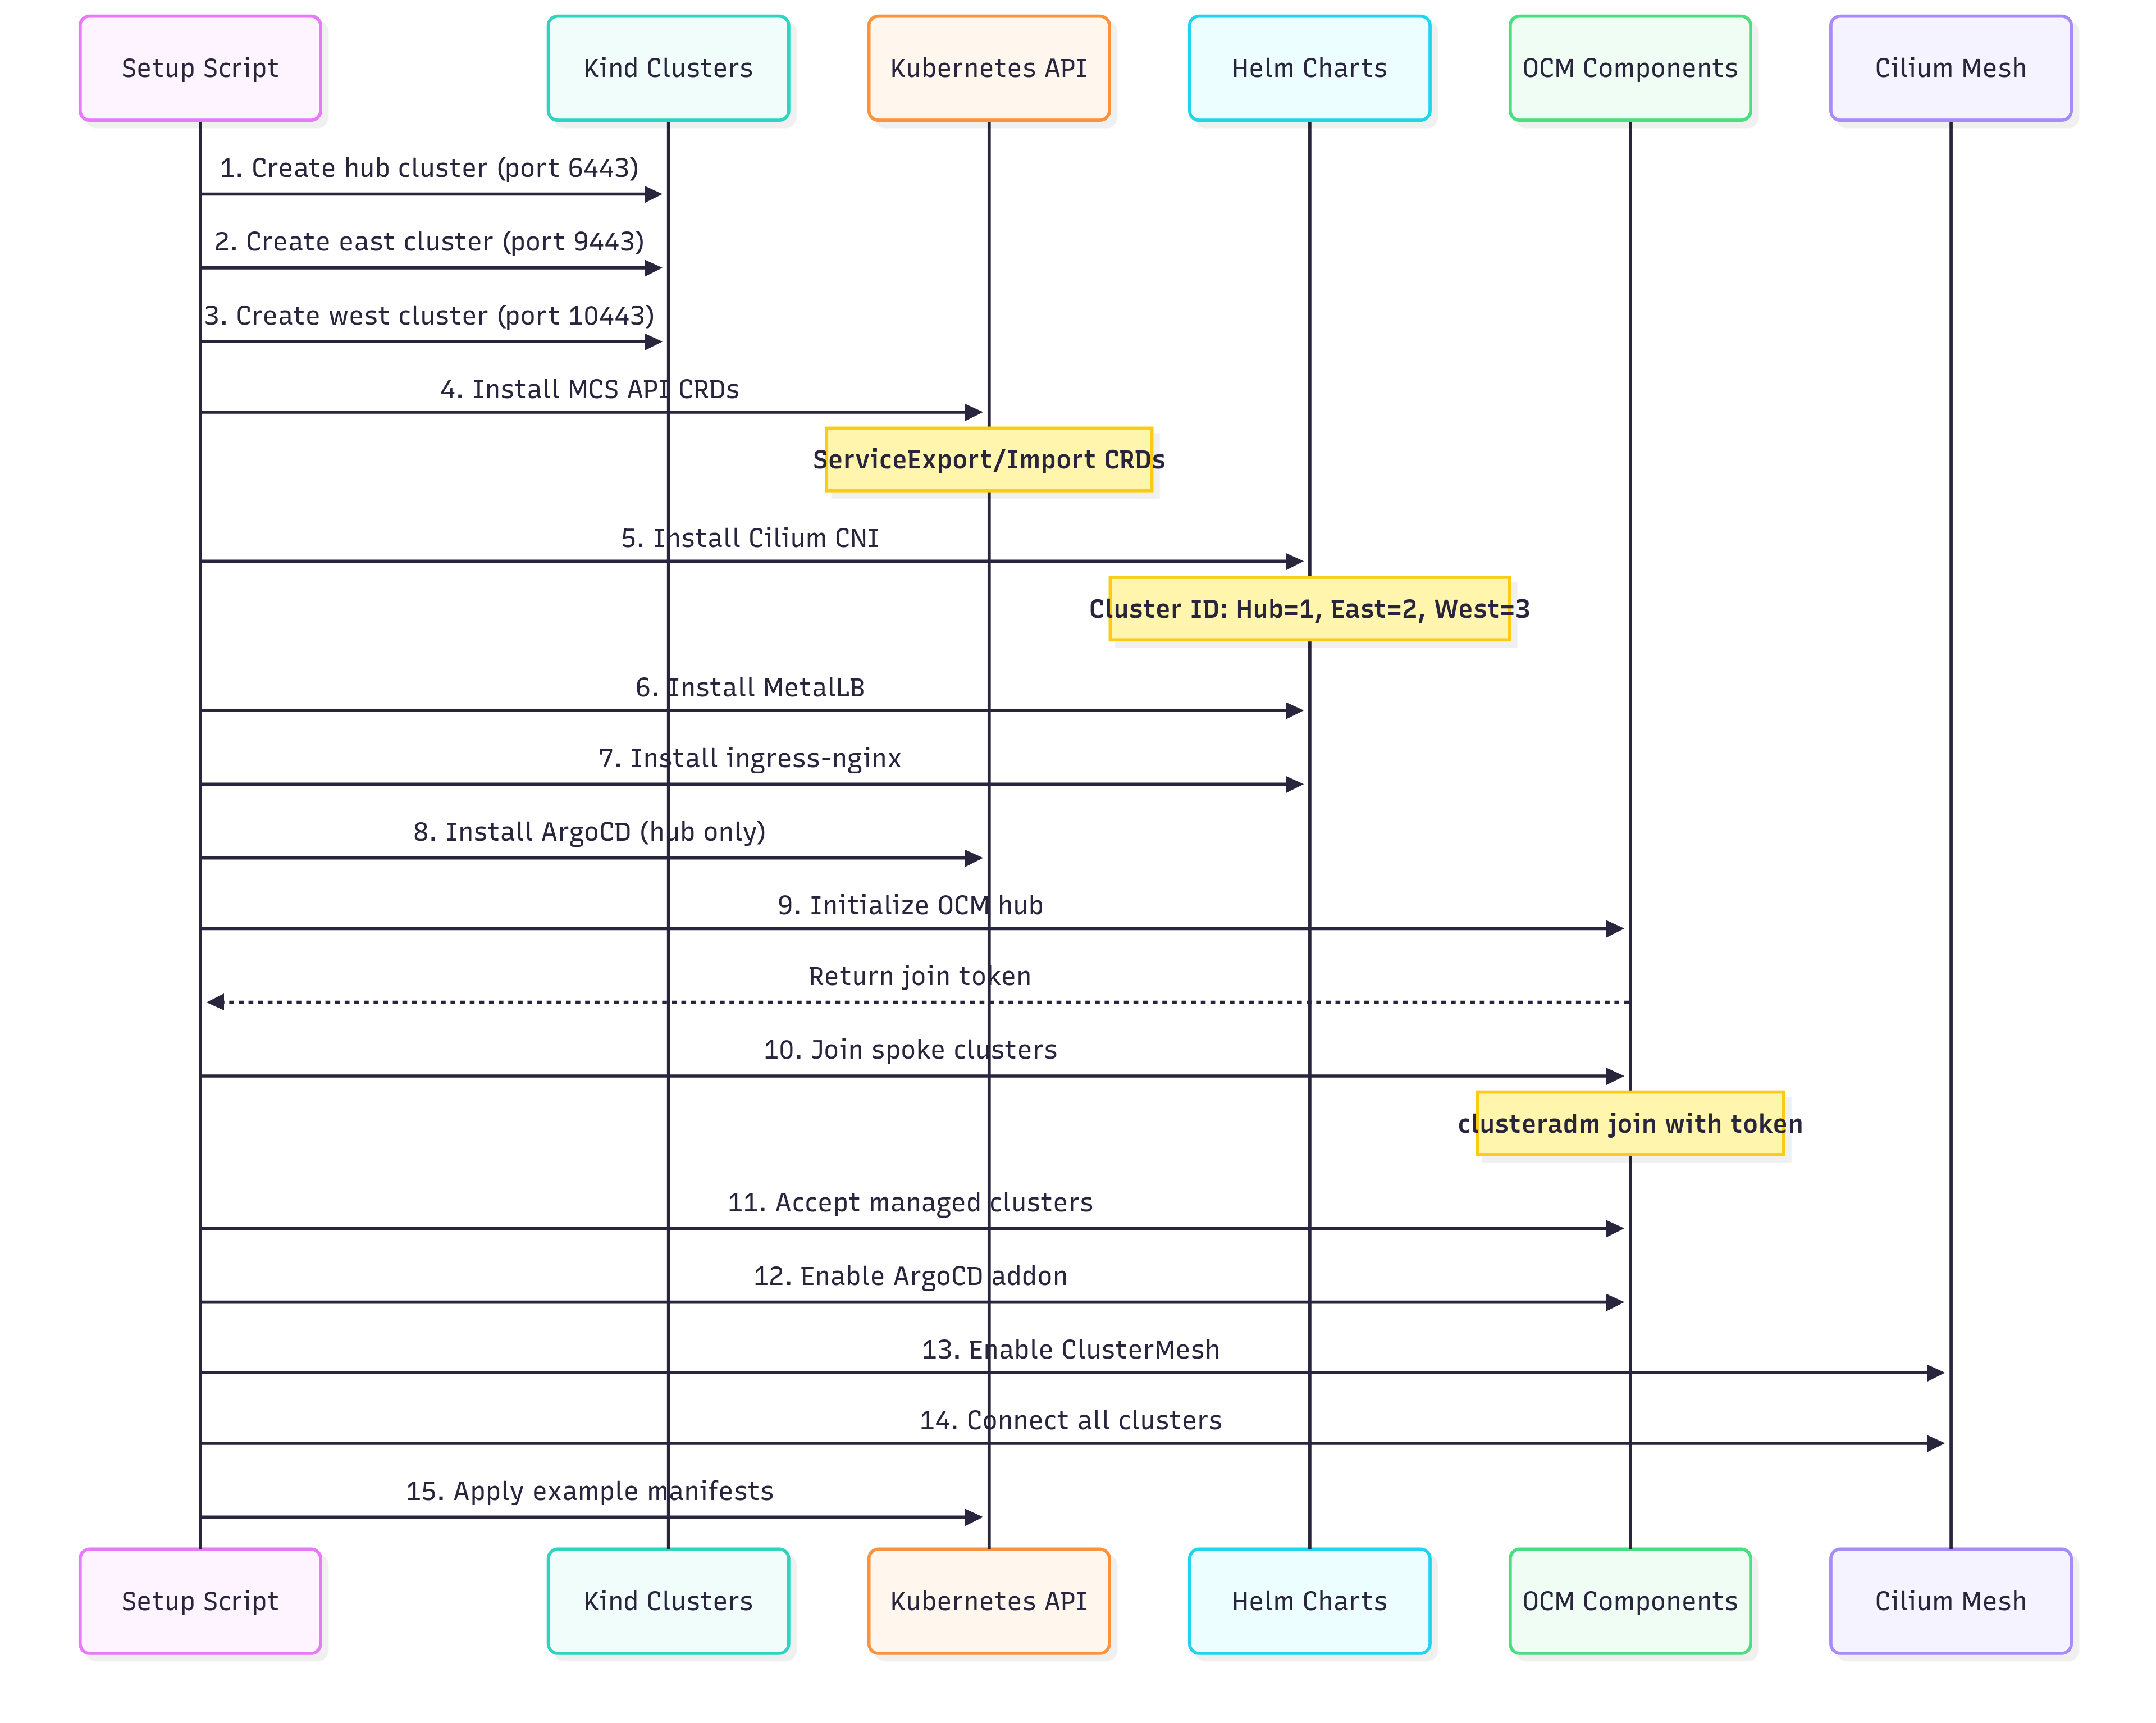 Setup Script
Kind Clusters
Kubernetes API
Helm Charts
OCM Components
Cilium Mesh
1. Create hub cluster (port 6443)
2. Create east cluster (port 9443)
3. Create west cluster (port 10443)
4. Install MCS API CRDs
ServiceExport/Import CRDs
5. Install Cilium CNI
Cluster ID: Hub=1, East=2, West=3
6. Install MetalLB
7. Install ingress-nginx
8. Install ArgoCD (hub only)
9. Initialize OCM hub
Return join token
10. Join spoke clusters
clusteradm join with token
11. Accept managed clusters
12. Enable ArgoCD addon
13. Enable ClusterMesh
14. Connect all clusters
15. Apply example manifests
Setup Script
Kind Clusters
Kubernetes API
Helm Charts
OCM Components
Cilium Mesh